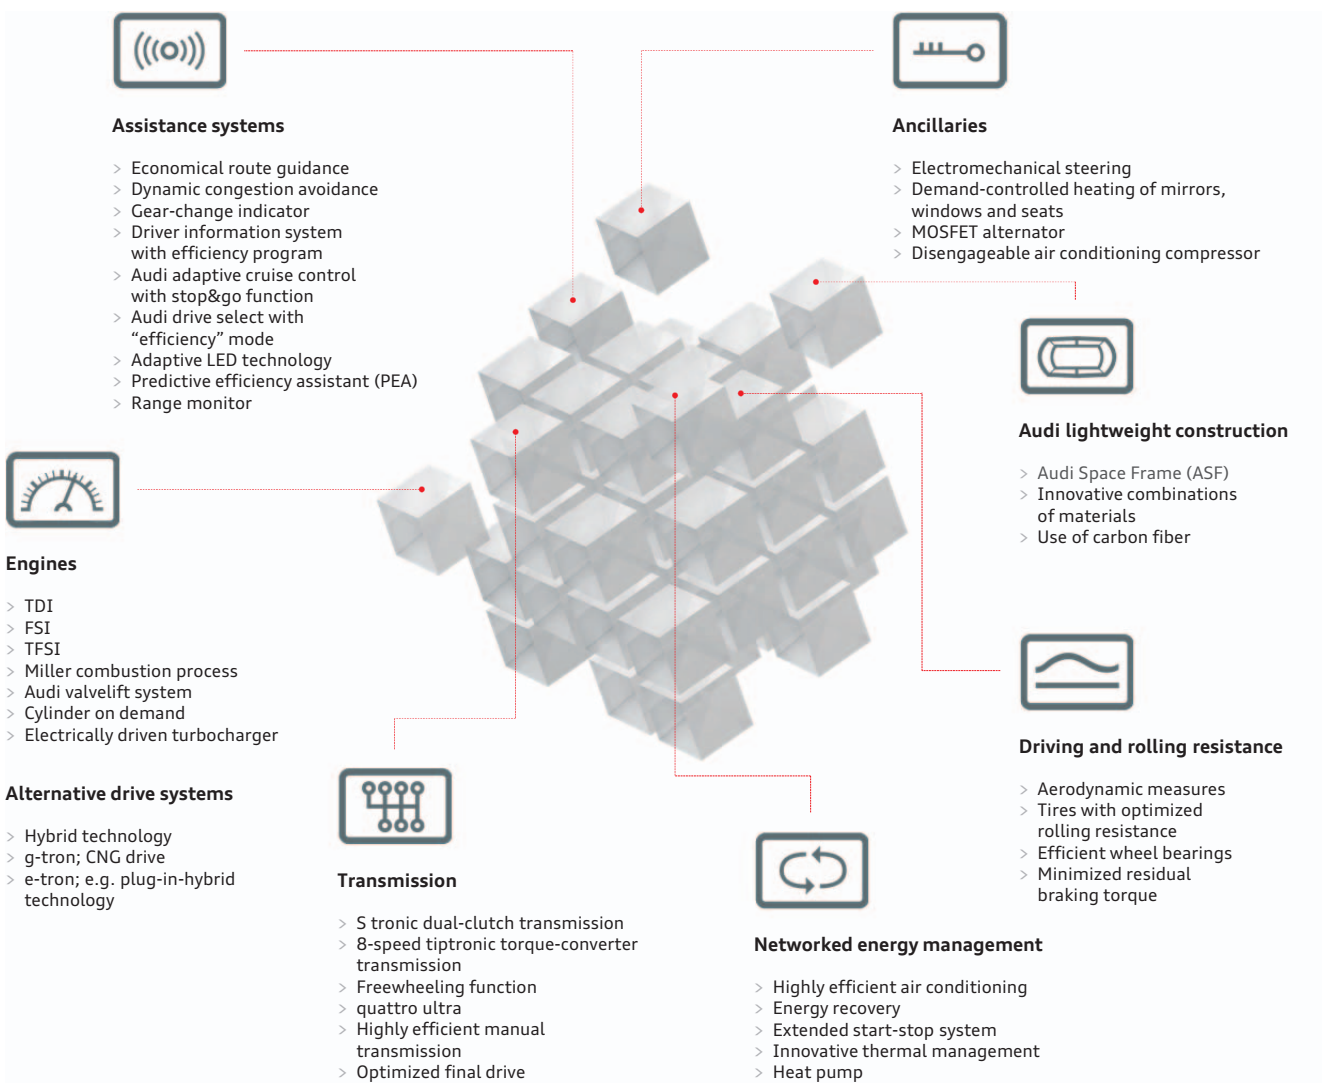 Assistance systems
> Economical route guidance
> Dynamic congestion avoidance
> Gear-change indicator
> Driver information system
with efficiency program
> Audi adaptive cruise control
with stop&go function
> Audi drive select with
“efficiency” mode
> Adaptive LED technology
> Predictive efficiency assistant (PEA)
> Range monitor
Ancillaries
> Electromechanical steering
> Demand-controlled heating of mirrors,
windows and seats
> MOSFET alternator
> Disengageable air conditioning compressor
Audi lightweight construction
> Audi Space Frame (ASF)
> Innovative combinations
of materials
> Use of carbon fiber
Engines
> TDI
> FSI
> TFSI
> Miller combustion process
> Audi valvelift system
> Cylinder on demand
> Electrically driven turbocharger
Alternative drive systems
> Hybrid technology
> g-tron; CNG drive
> e-tron; e.g. plug-in-hybrid
technology
Transmission
> S tronic dual-clutch transmission
> 8-speed tiptronic torque-converter
transmission
> Freewheeling function
> quattro ultra
> Highly efficient manual
transmission
> Optimized final drive
Driving and rolling resistance
> Aerodynamic measures
> Tires with optimized
rolling resistance
> Efficient wheel bearings
> Minimized residual
braking torque
Networked energy management
> Highly efficient air conditioning
> Energy recovery
> Extended start-stop system
> Innovative thermal management
> Heat pump